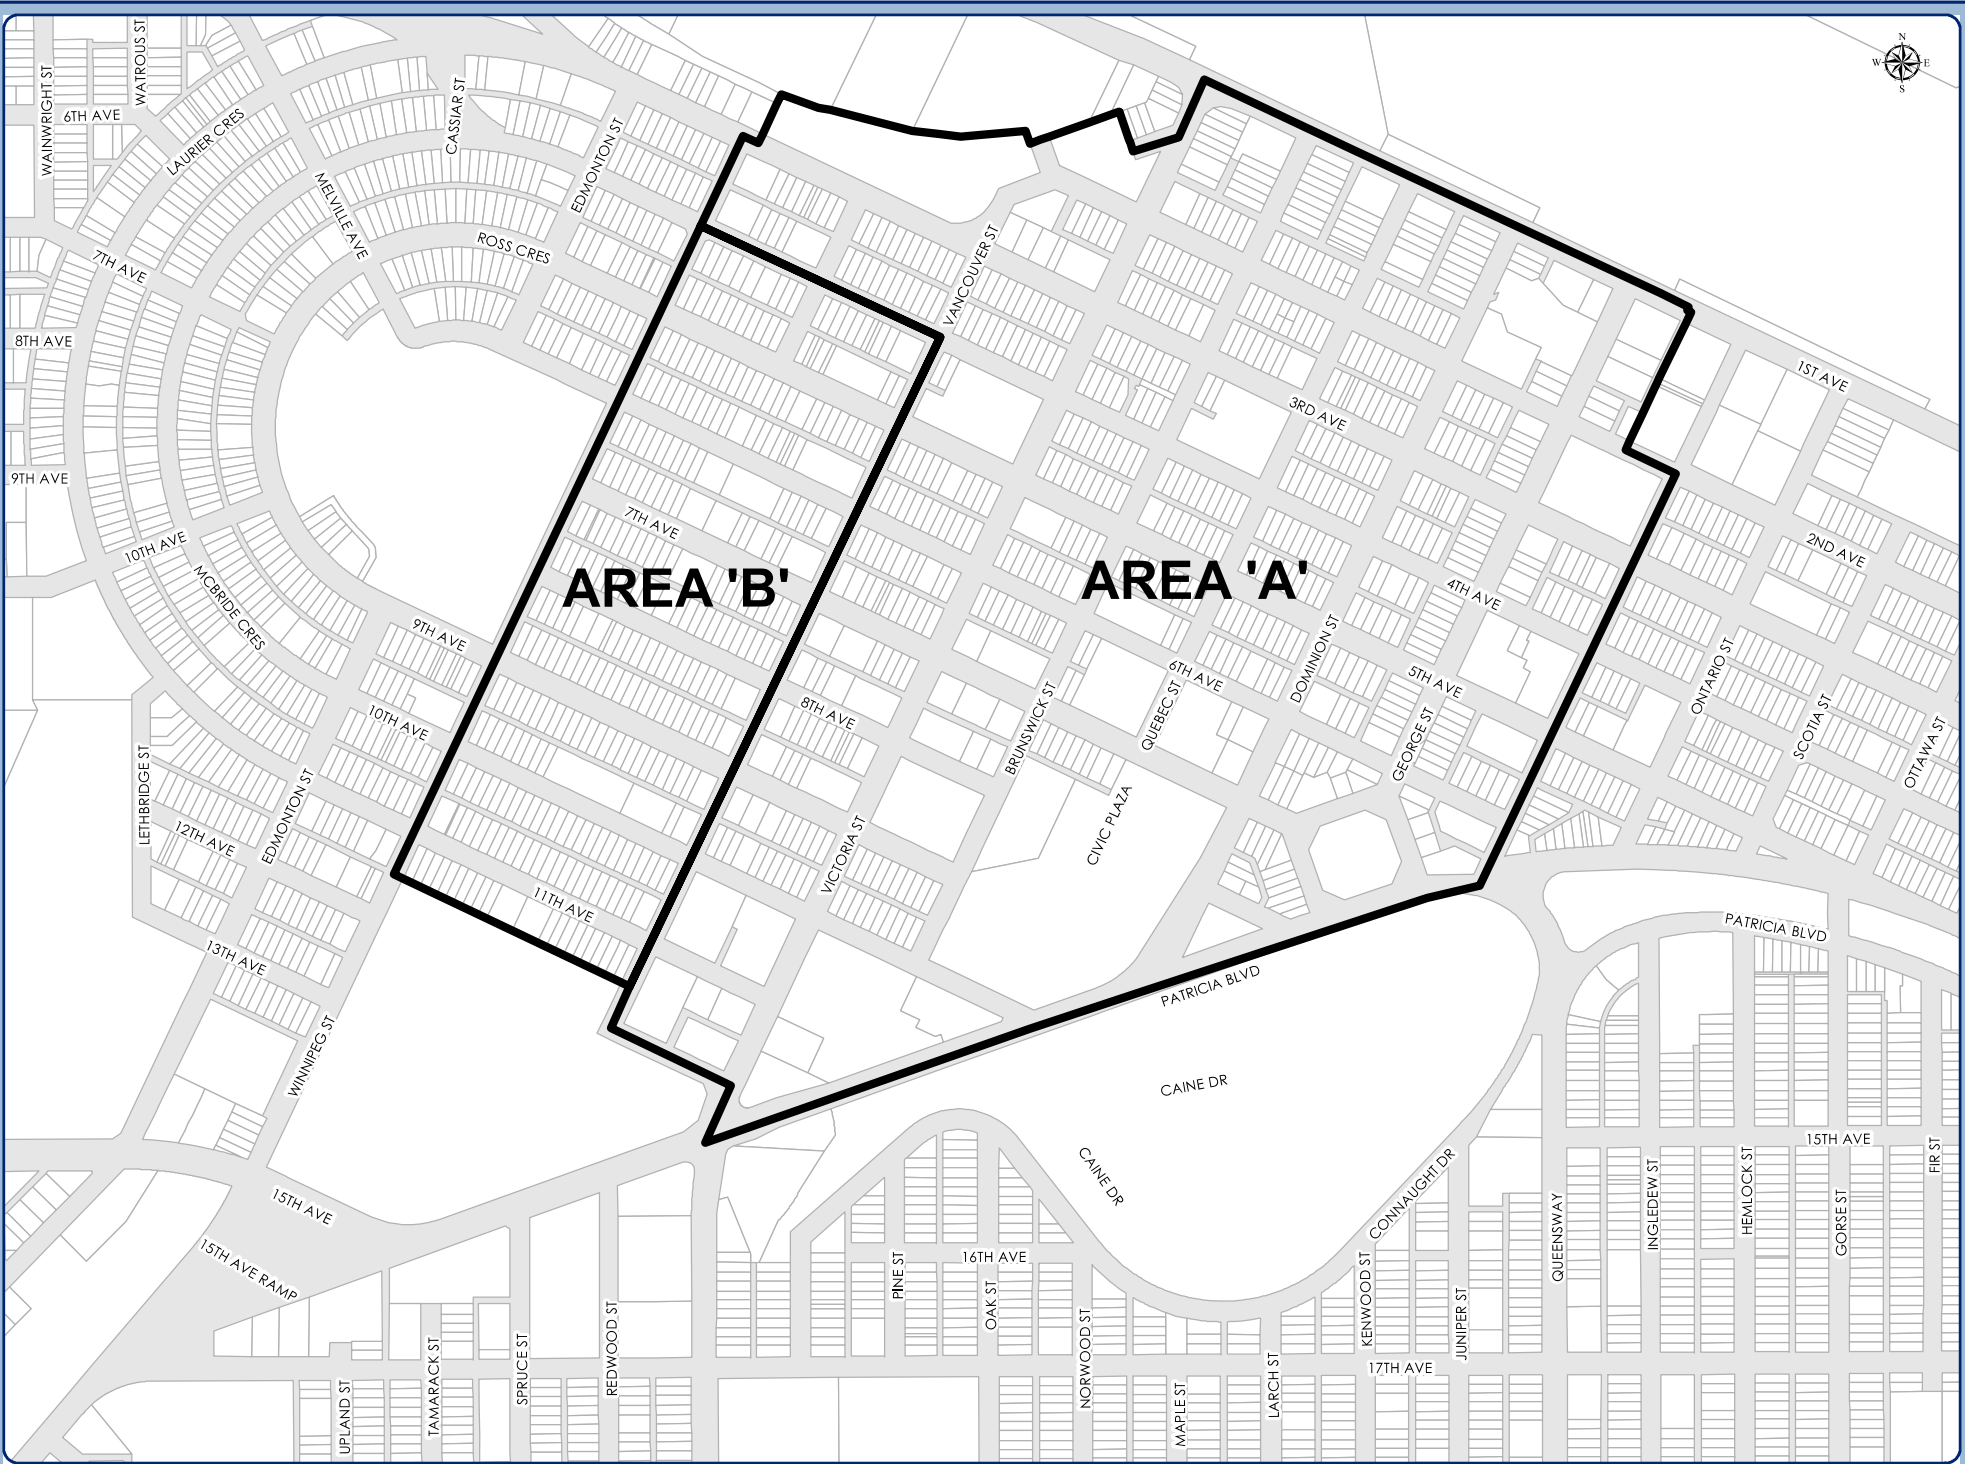 WATROUS ST
WAINWRIGHT ST
6TH AVE
LAURIER CRES
CASSIAR ST
EDMONTON ST
N
W
E
S
MELVILLE AVE
ROSS CRES
7TH AVE
VANCOUVER ST
8TH AVE
1ST AVE
3RD AVE
9TH AVE
7TH AVE
10TH AVE
2ND AVE
AREA 'B'
AREA 'A'
MCBRIDE CRES
4TH AVE
9TH AVE
DOMINION ST
6TH AVE
5TH AVE
ONTARIO ST
10TH AVE
8TH AVE
BRUNSWICK ST
QUEBEC ST
GEORGE ST
SCOTIA ST
OTTAWA ST
LETHBRIDGE ST
EDMONTON ST
12TH AVE
CIVIC PLAZA
VICTORIA ST
11TH AVE
13TH AVE
PATRICIA BLVD
PATRICIA BLVD
WINNIPEG ST
CAINE DR
CAINE DR
15TH AVE
FIR ST
CONNAUGHT DR
15TH AVE
QUEENSWAY
INGLEDEW ST
HEMLOCK ST
GORSE ST
15TH AVE RAMP
16TH AVE
PINE ST
OAK ST
KENWOOD ST
JUNIPER ST
NORWOOD ST
REDWOOD ST
SPRUCE ST
TAMARACK ST
UPLAND ST
17TH AVE
LARCH ST
MAPLE ST